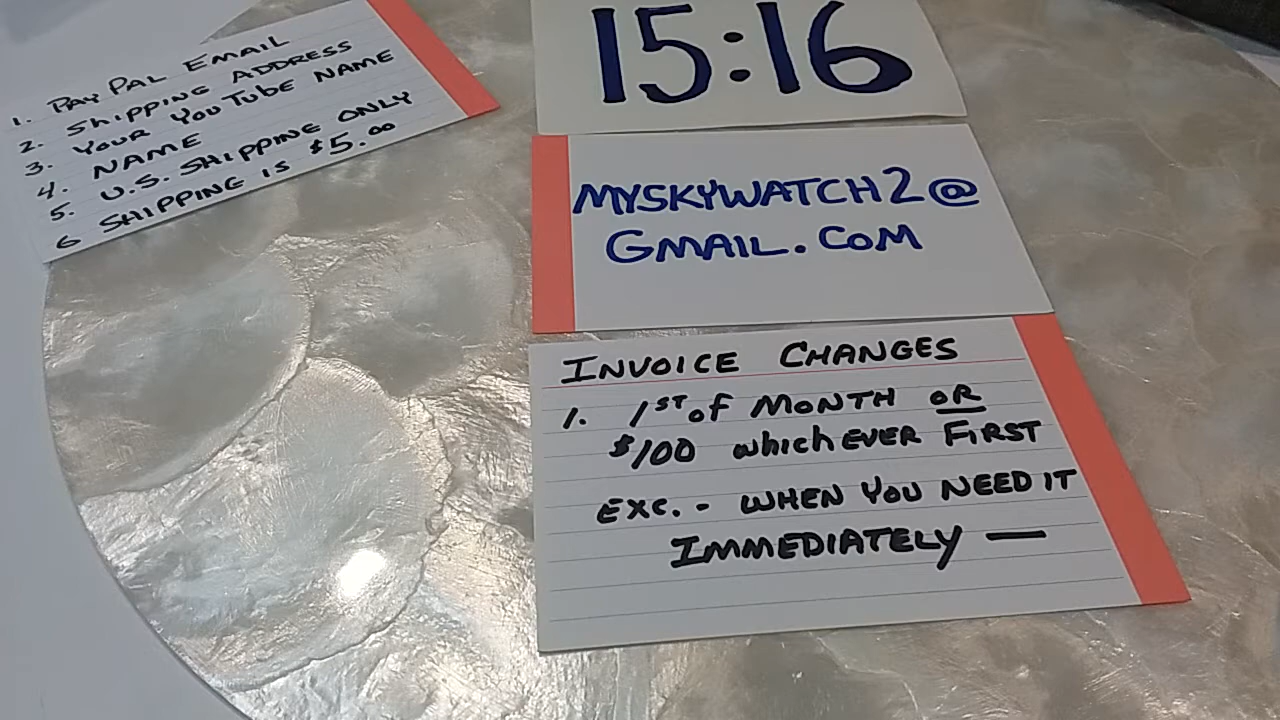 1. PAY PAL EMAIL
2. SHIPPING ADDRESS
3. YOUR YOUTUBE NAME
4. NAME
5. U.S. SHIPPING ONLY
6 SHIPPING IS $5.00
15:16
MYSKYWATCH2@
GMAIL.COM
INVOICE CHANGES
1. 1ST of MONTH OR
$100 whichEVER FIRST
EXC. - WHEN YOU NEED IT
IMMEDIATELY —